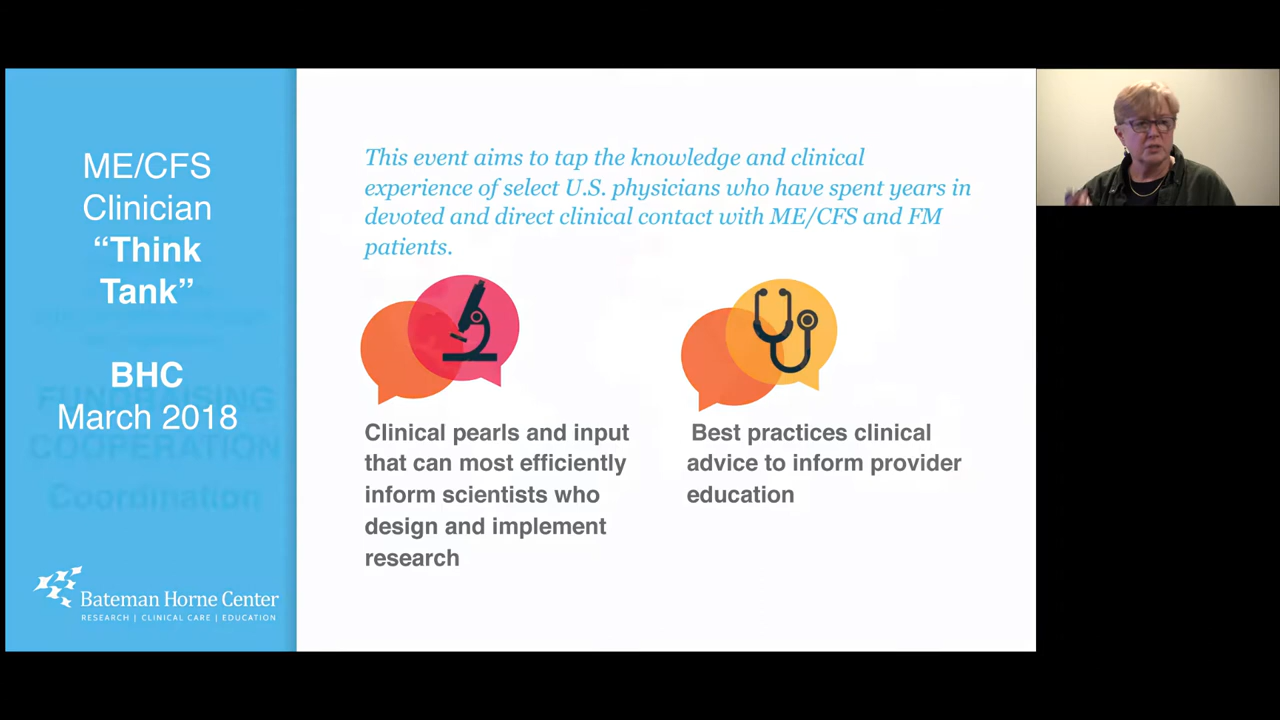 ME/CFS
Clinician
“Think
Tank”
BHC
March 2018
FUNDRAISING
COOPERATION
Coordination
Bateman Horne Center
RESEARCH | CLINICAL CARE | EDUCATION
This event aims to tap the knowledge and clinical
experience of select U.S. physicians who have spent years in
devoted and direct clinical contact with ME/CFS and FM
patients.
Clinical pearls and input
that can most efficiently
inform scientists who
design and implement
research
Best practices clinical
advice to inform provider
education